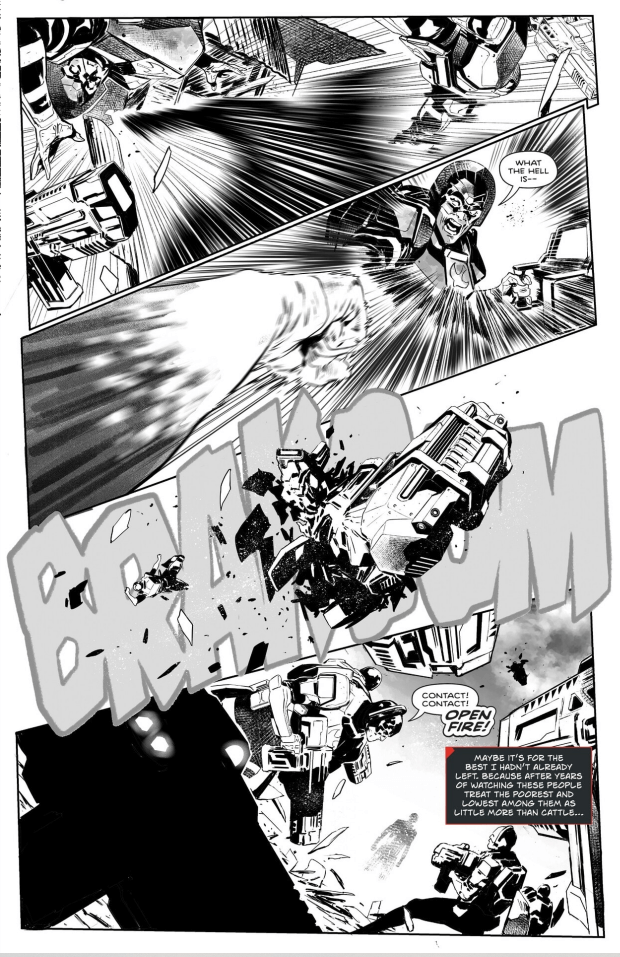 WHAT
THE HELL
IS--
BRAKOOM
CONTACT!
CONTACT!
OPEN
FIRE!
MAYBE IT'S FOR THE
BEST I HADN'T ALREADY
LEFT. BECAUSE AFTER YEARS
OF WATCHING THESE PEOPLE
TREAT THE POOREST AND
LOWEST AMONG THEM AS
LITTLE MORE THAN CATTLE...